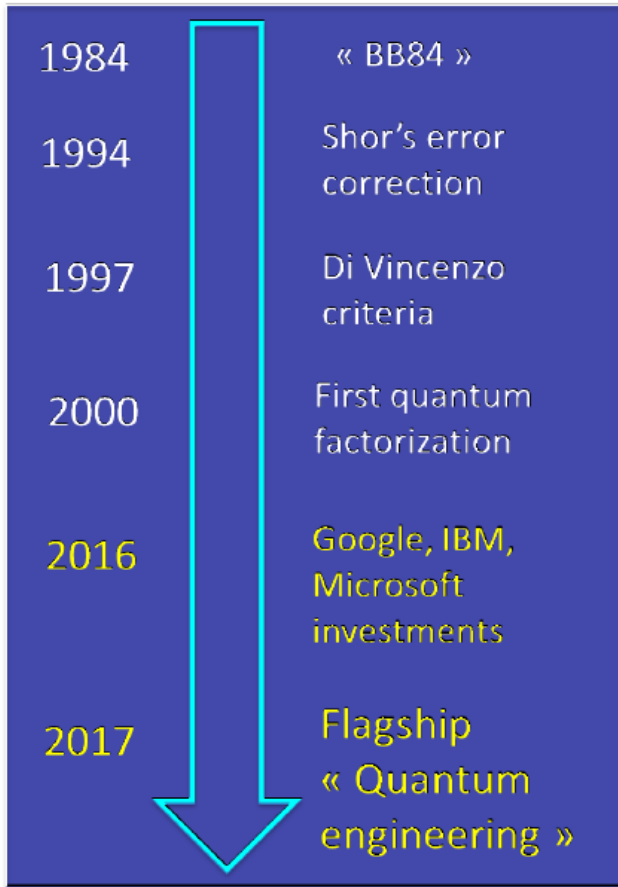 1984 « BB84 »
1994 Shor’s error
correction
1997 Di Vincenzo
criteria
2000 First quantum
factorization
2016 Google, IBM,
Microsoft
investments
2017 Flagship
« Quantum
engineering »